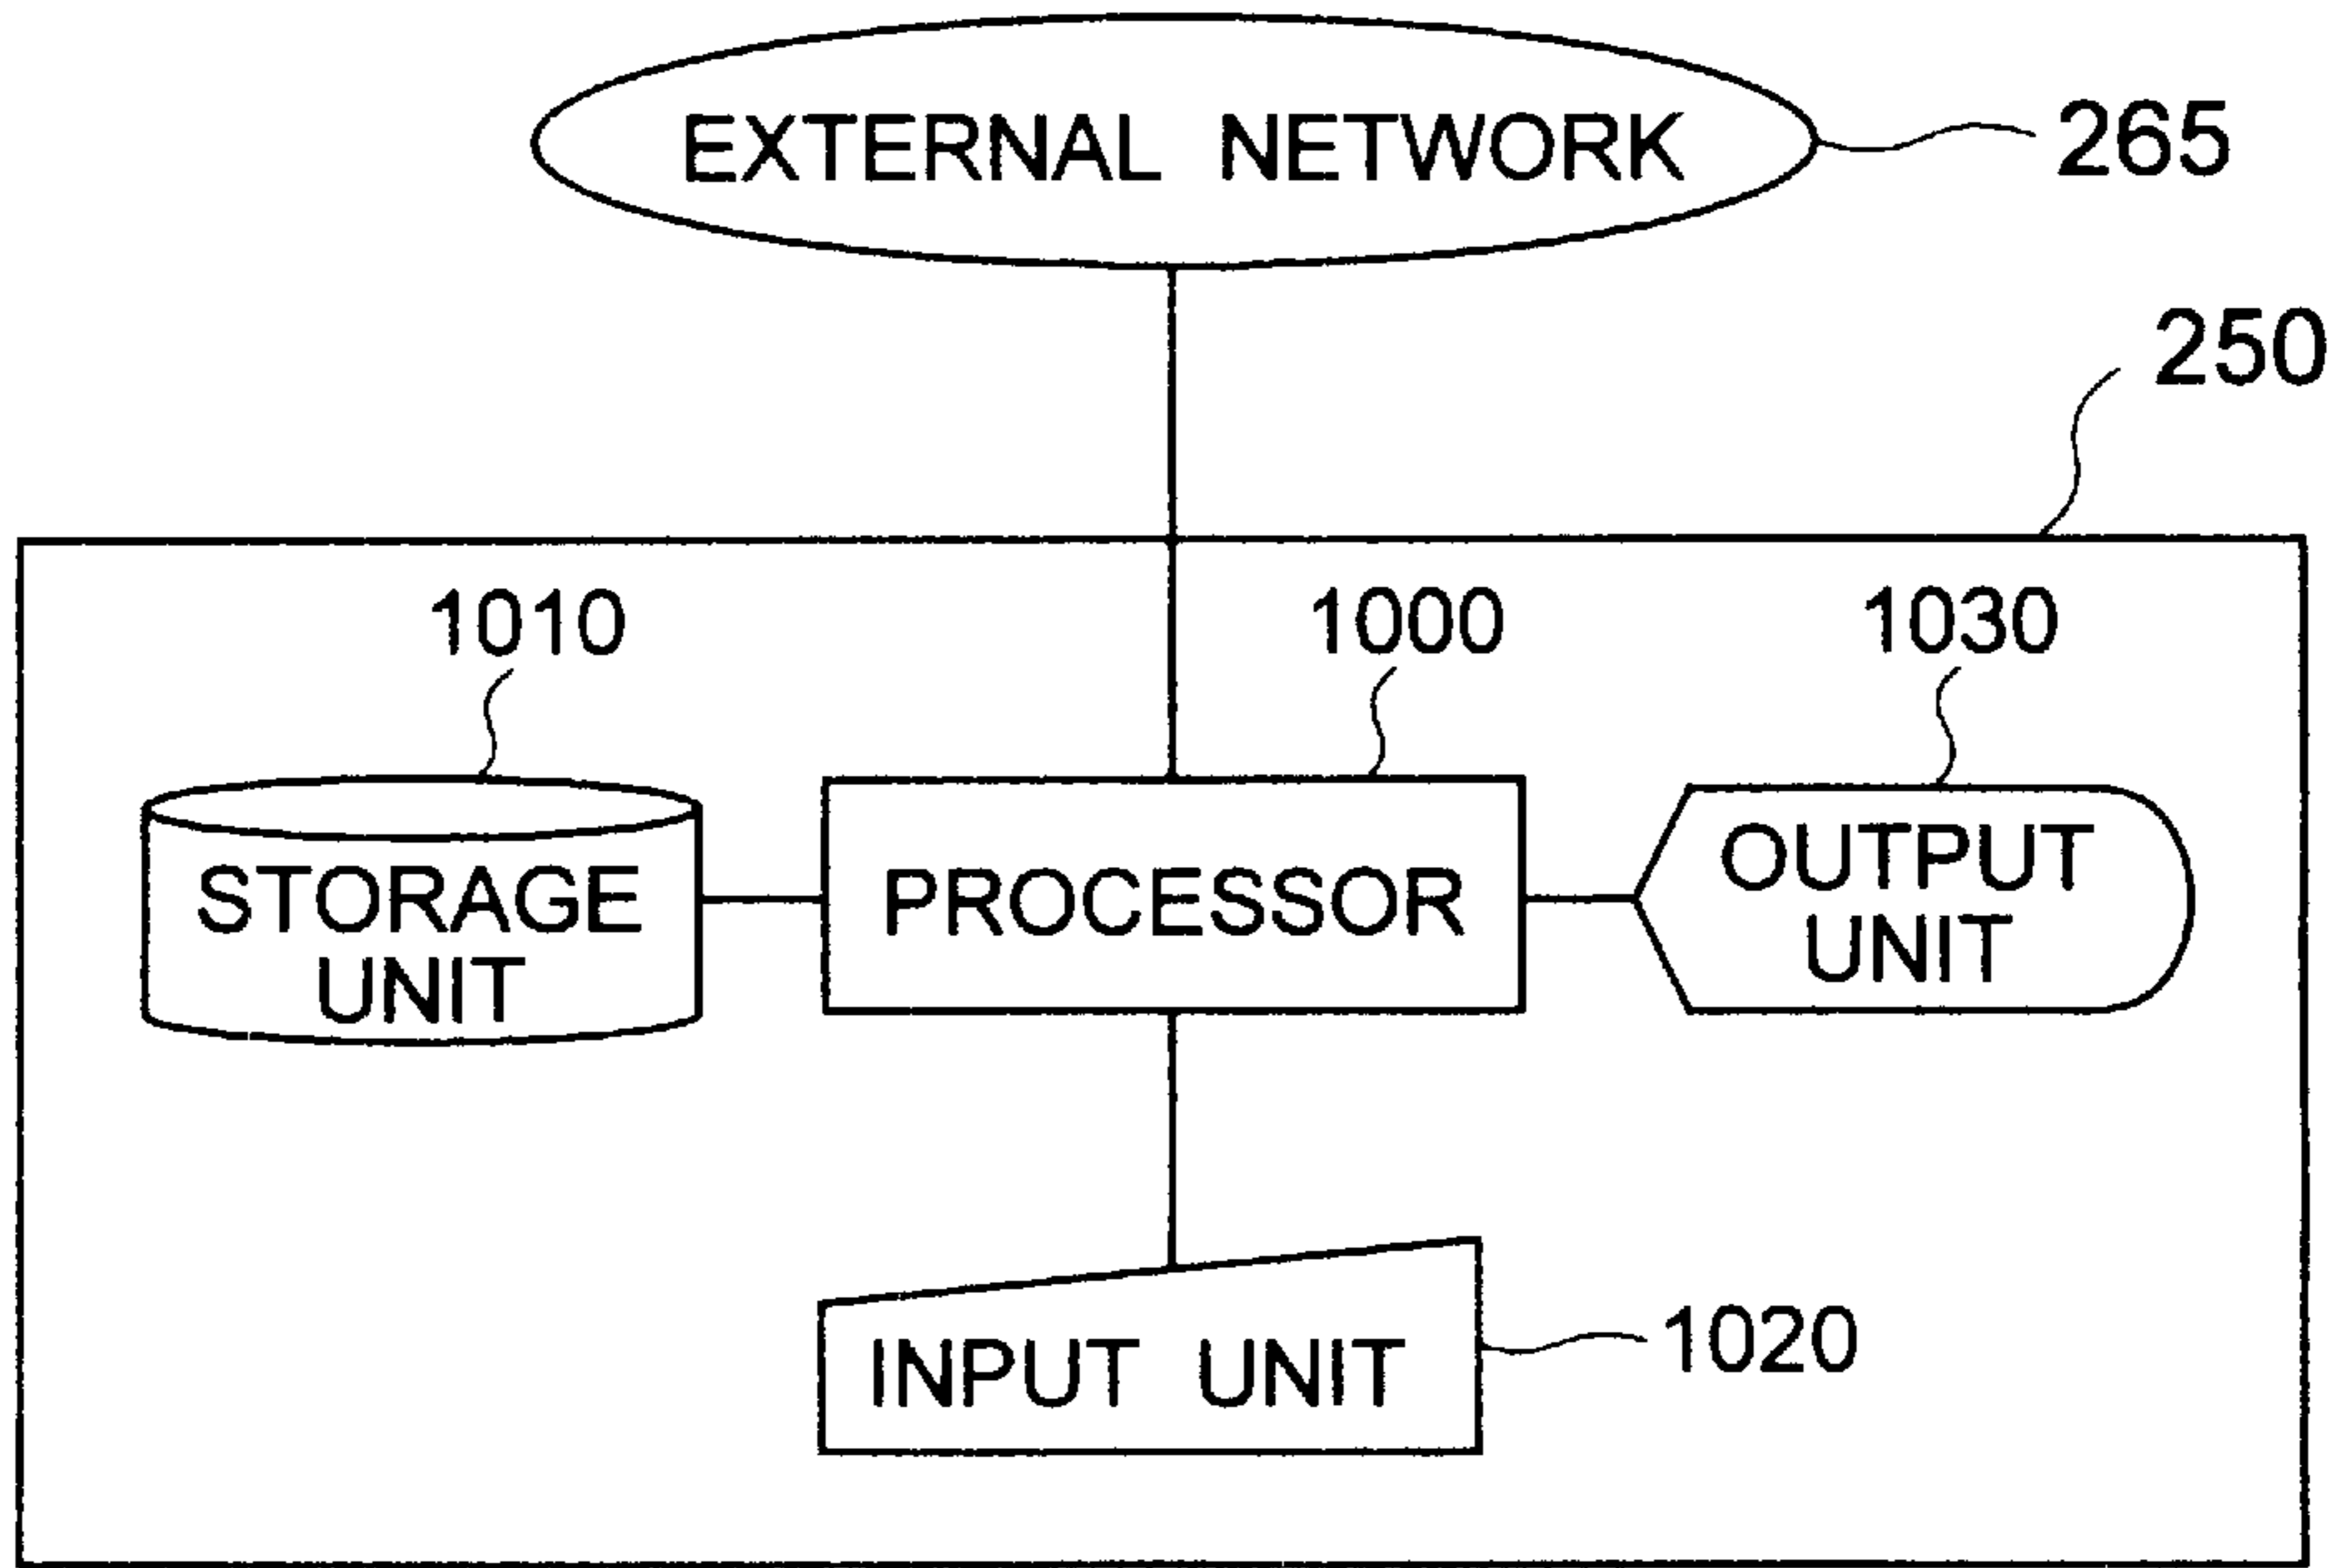 EXTERNAL NETWORK
265
250
1010
1000
1030
STORAGE
UNIT
PROCESSOR
OUTPUT
UNIT
INPUT UNIT
1020